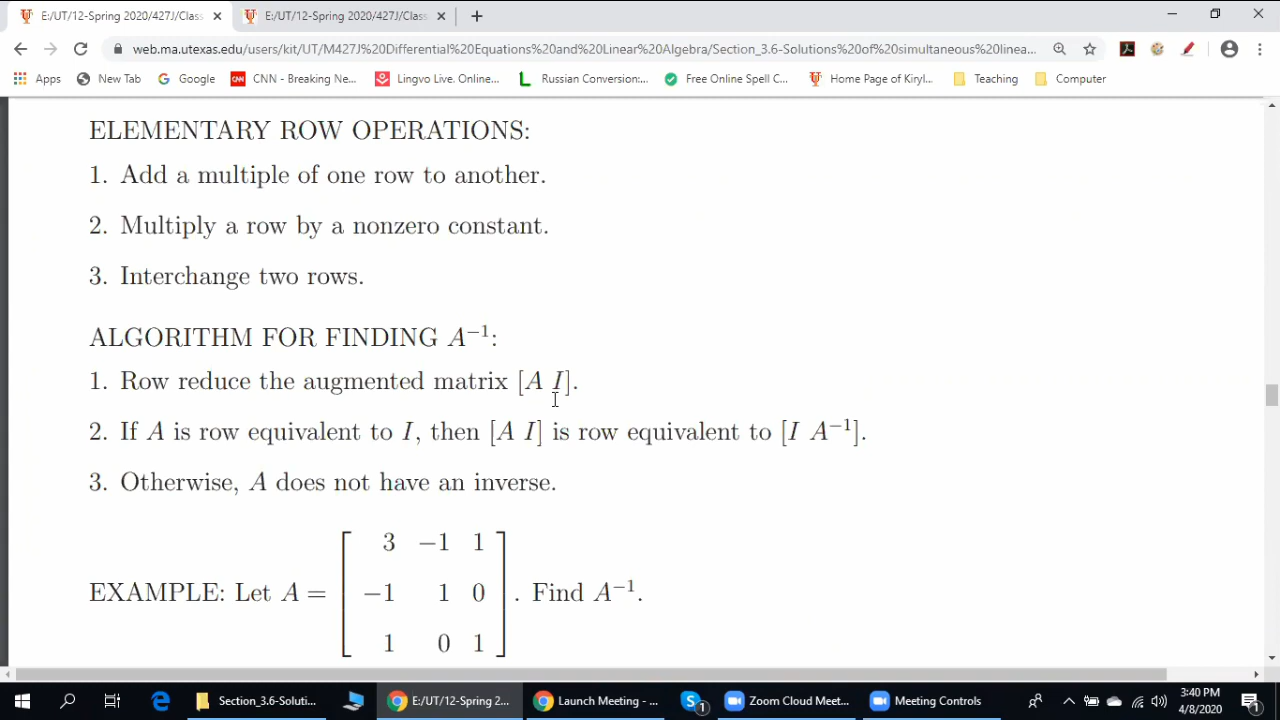 E:/UT/12-Spring 2020/427J/Class
E:/UT/12-Spring 2020/427J/Class
web.ma.utexas.edu/users/kit/UT/M427J%20Differential%20Equations%20and%20Linear%20Algebra/Section_3.6-Solutions%20of%20simultaneous%20linea...
Apps New Tab Google CNN CNN - Breaking Ne... Lingvo Live: Online... Russian Conversion:... Free Online Spell C... Home Page of Kiryl... Teaching Computer
ELEMENTARY ROW OPERATIONS:
1. Add a multiple of one row to another.
2. Multiply a row by a nonzero constant.
3. Interchange two rows.
ALGORITHM FOR FINDING A⁻¹:
1. Row reduce the augmented matrix [A I].
2. If A is row equivalent to I, then [A I] is row equivalent to [I A⁻¹].
3. Otherwise, A does not have an inverse.
3 −1 1
EXAMPLE: Let A = −1 1 0 . Find A⁻¹.
1 0 1
Section_3.6-Soluti... E:/UT/12-Spring 2... Launch Meeting - ... S 1 Zoom Cloud Meet... Meeting Controls 3:40 PM
4/8/2020 1